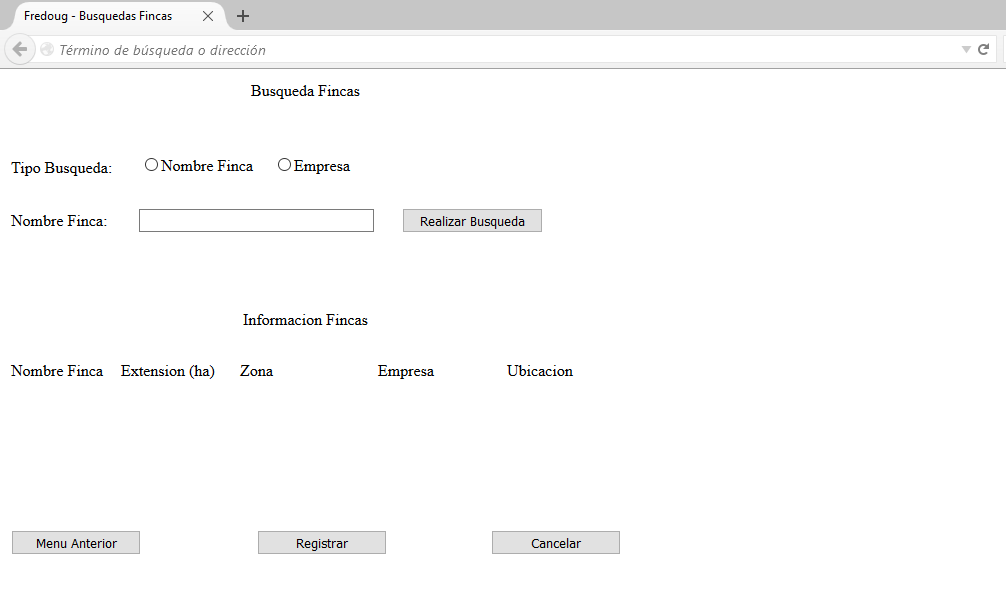 Fredoug - Busquedas Fincas
Término de búsqueda o dirección
Busqueda Fincas
Tipo Busqueda: Nombre Finca Empresa
Nombre Finca: Realizar Busqueda
Informacion Fincas
Nombre Finca Extension (ha) Zona Empresa Ubicacion
Menu Anterior Registrar Cancelar